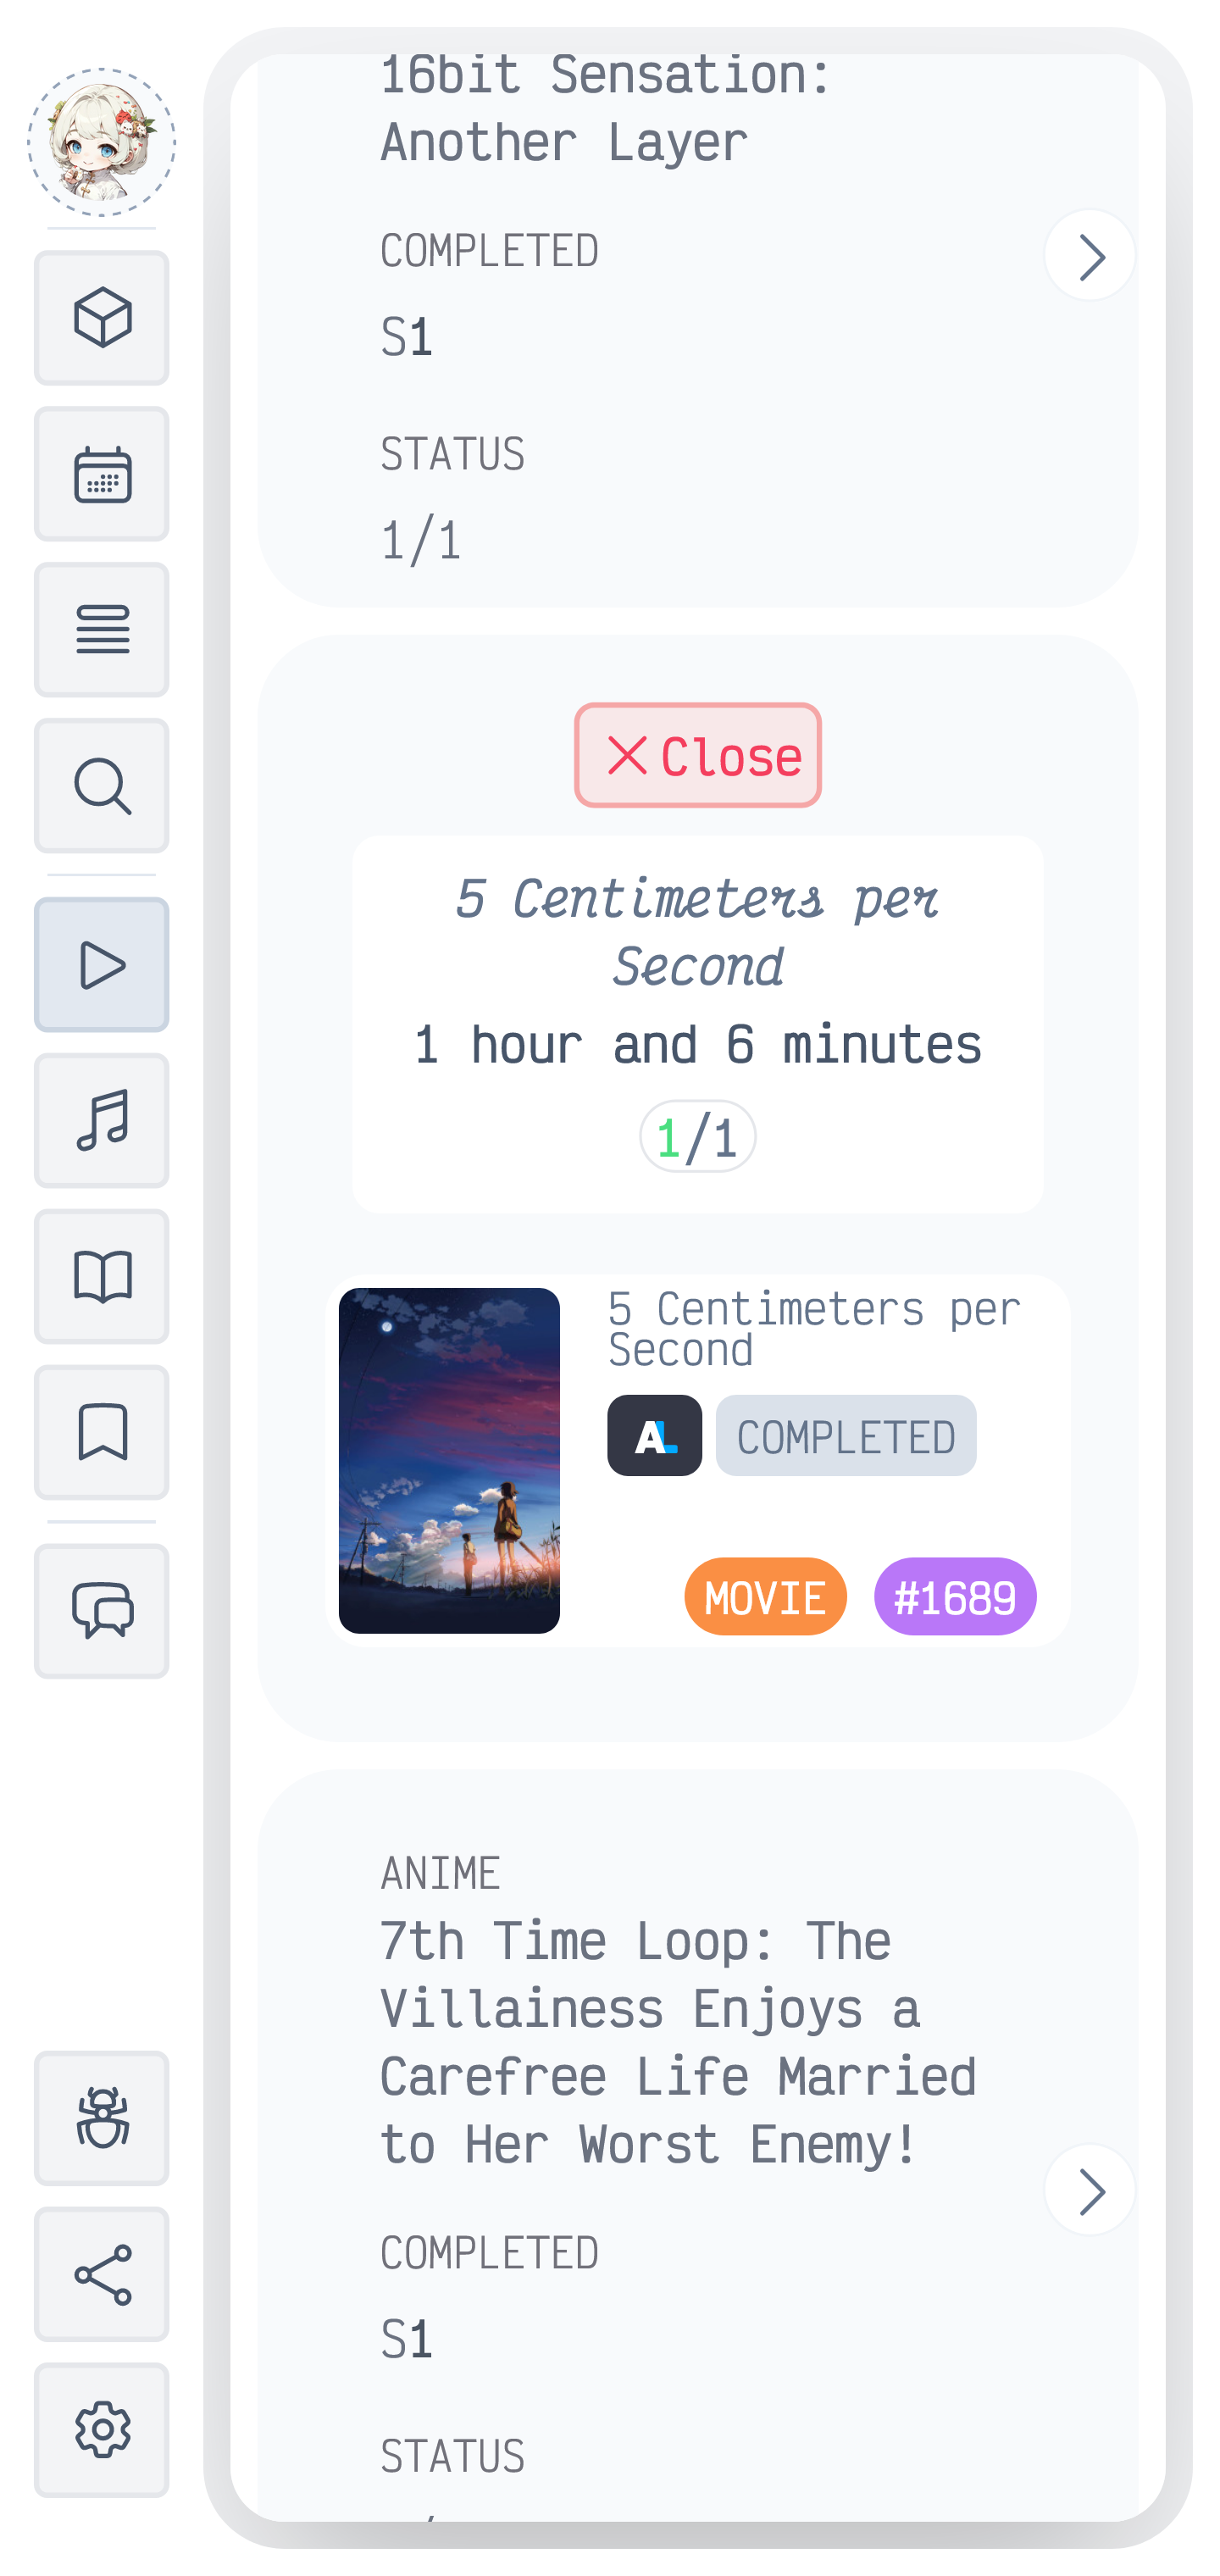 16bit Sensation:
Another Layer
COMPLETED
S1
STATUS
1/1
Close
5 Centimeters per
Second
1 hour and 6 minutes
1/1
5 Centimeters per
Second
AL
COMPLETED
MOVIE
#1689
ANIME
7th Time Loop: The
Villainess Enjoys a
Carefree Life Married
to Her Worst Enemy!
COMPLETED
S1
STATUS